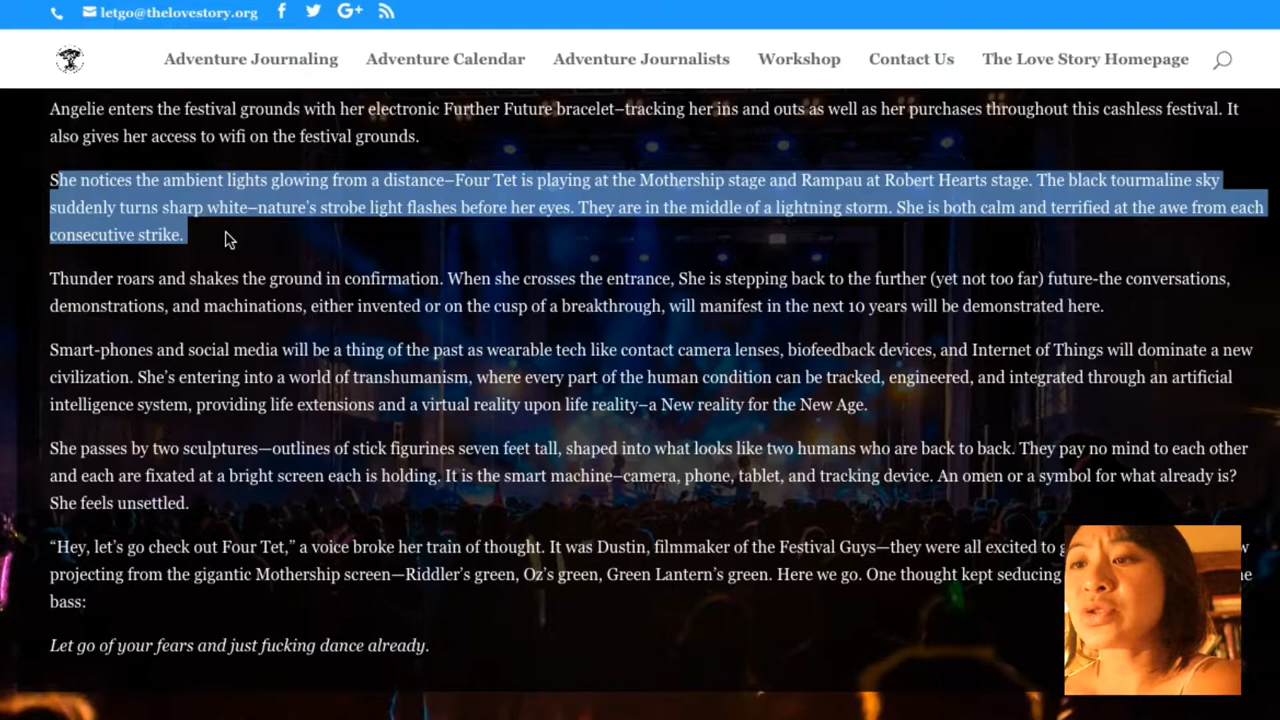 letgo@thelovestory.org
Adventure Journaling Adventure Calendar Adventure Journalists Workshop Contact Us The Love Story Homepage
Angelie enters the festival grounds with her electronic Further Future bracelet–tracking her ins and outs as well as her purchases throughout this cashless festival. It
also gives her access to wifi on the festival grounds.
She notices the ambient lights glowing from a distance–Four Tet is playing at the Mothership stage and Rampau at Robert Hearts stage. The black tourmaline sky
suddenly turns sharp white–nature's strobe light flashes before her eyes. They are in the middle of a lightning storm. She is both calm and terrified at the awe from each
consecutive strike.
Thunder roars and shakes the ground in confirmation. When she crosses the entrance, She is stepping back to the further (yet not too far) future-the conversations,
demonstrations, and machinations, either invented or on the cusp of a breakthrough, will manifest in the next 10 years will be demonstrated here.
Smart-phones and social media will be a thing of the past as wearable tech like contact camera lenses, biofeedback devices, and Internet of Things will dominate a new
civilization. She's entering into a world of transhumanism, where every part of the human condition can be tracked, engineered, and integrated through an artificial
intelligence system, providing life extensions and a virtual reality upon life reality–a New reality for the New Age.
She passes by two sculptures—outlines of stick figurines seven feet tall, shaped into what looks like two humans who are back to back. They pay no mind to each other
and each are fixated at a bright screen each is holding. It is the smart machine–camera, phone, tablet, and tracking device. An omen or a symbol for what already is?
She feels unsettled.
“Hey, let's go check out Four Tet,” a voice broke her train of thought. It was Dustin, filmmaker of the Festival Guys—they were all excited to
projecting from the gigantic Mothership screen—Riddler's green, Oz's green, Green Lantern's green. Here we go. One thought kept seducing
bass:
Let go of your fears and just fucking dance already.